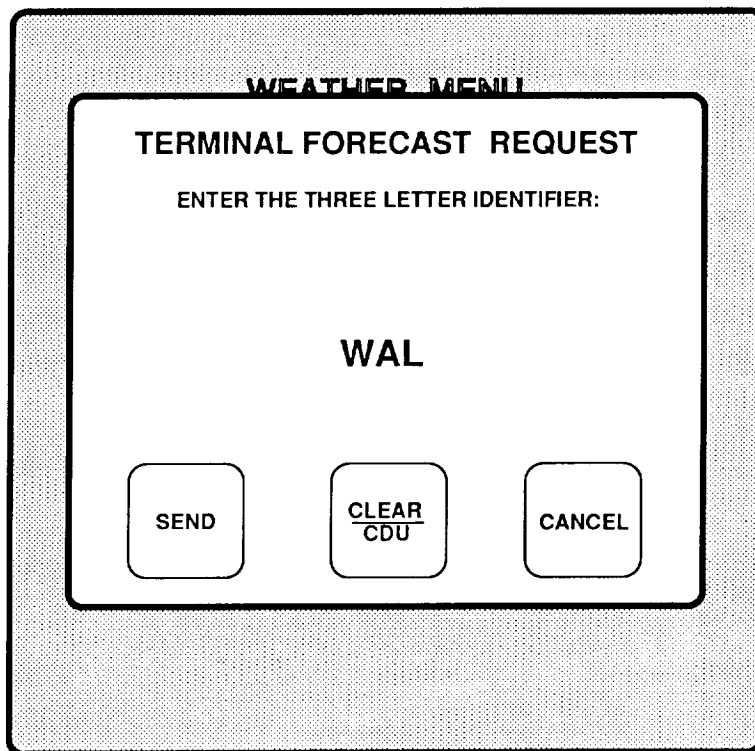 WEATHER MENU
TERMINAL FORECAST REQUEST
ENTER THE THREE LETTER IDENTIFIER:
WAL
SEND
CLEAR
CDU
CANCEL